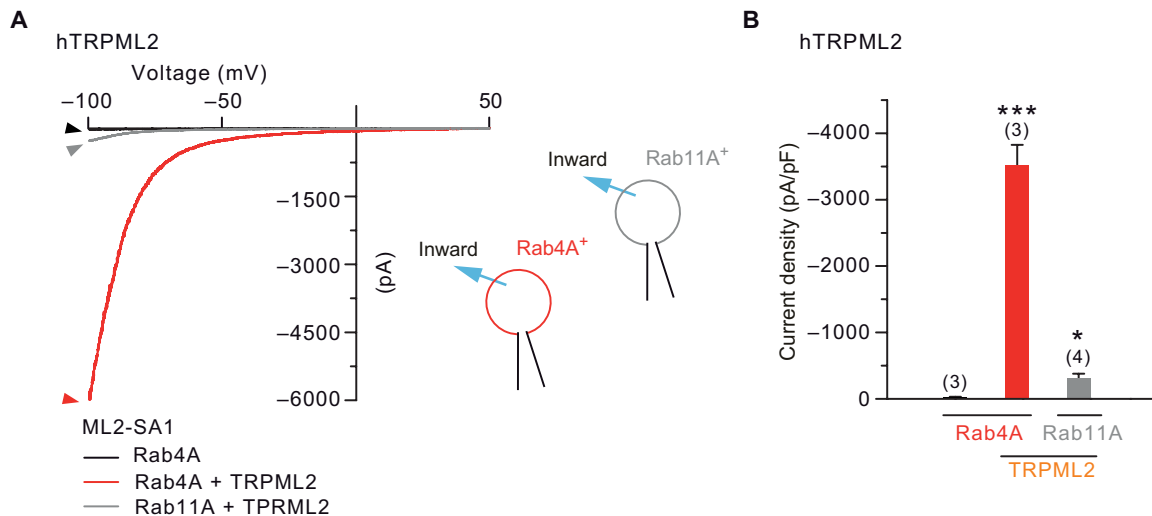 A
hTRPML2
Voltage (mV)
–100
–50
50
–1500
–3000
–4500
–6000
(pA)
Inward
Rab11A+
Inward
Rab4A+
ML2-SA1
Rab4A
Rab4A + TRPML2
Rab11A + TPRML2
B
hTRPML2
Current density (pA/pF)
–4000
–3000
–2000
–1000
0
(3)
***
(3)
*
(4)
Rab4A
Rab11A
TRPML2